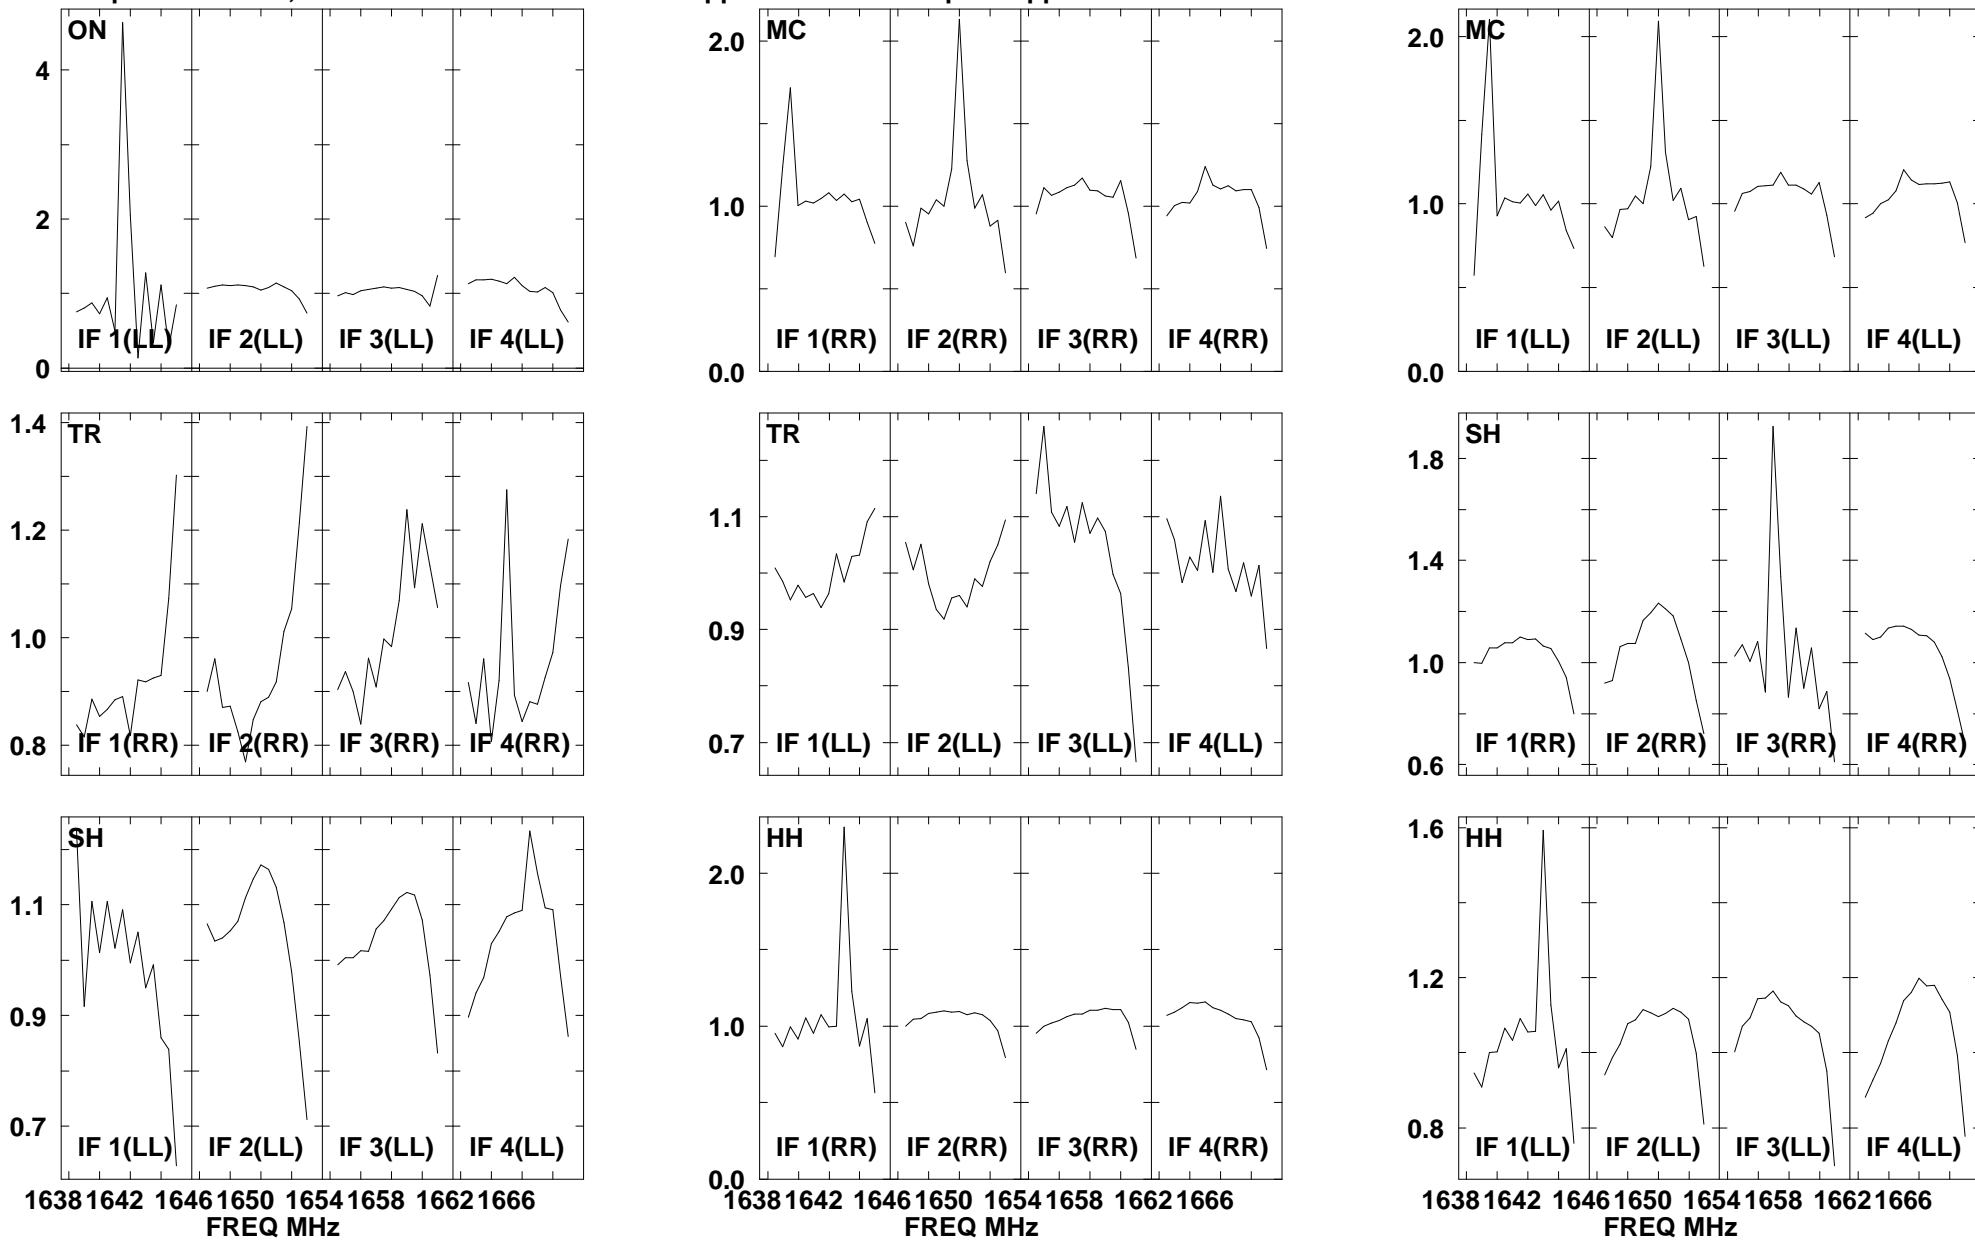 ON
MC
MC
4
2
0
2.0
1.0
0.0
2.0
1.0
0.0
IF 1(LL) IF 2(LL) IF 3(LL) IF 4(LL)
IF 1(RR) IF 2(RR) IF 3(RR) IF 4(RR)
IF 1(LL) IF 2(LL) IF 3(LL) IF 4(LL)
TR
TR
SH
1.4
1.2
1.0
0.8
1.1
0.9
0.7
1.8
1.4
1.0
0.6
IF 1(RR) IF 2(RR) IF 3(RR) IF 4(RR)
IF 1(LL) IF 2(LL) IF 3(LL) IF 4(LL)
IF 1(RR) IF 2(RR) IF 3(RR) IF 4(RR)
SH
HH
HH
1.1
0.9
0.7
2.0
1.0
0.0
1.6
1.2
0.8
IF 1(LL) IF 2(LL) IF 3(LL) IF 4(LL)
IF 1(RR) IF 2(RR) IF 3(RR) IF 4(RR)
IF 1(LL) IF 2(LL) IF 3(LL) IF 4(LL)
1638 1642 1646 1650 1654 1658 1662 1666
1638 1642 1646 1650 1654 1658 1662 1666
1638 1642 1646 1650 1654 1658 1662 1666
FREQ MHz
FREQ MHz
FREQ MHz